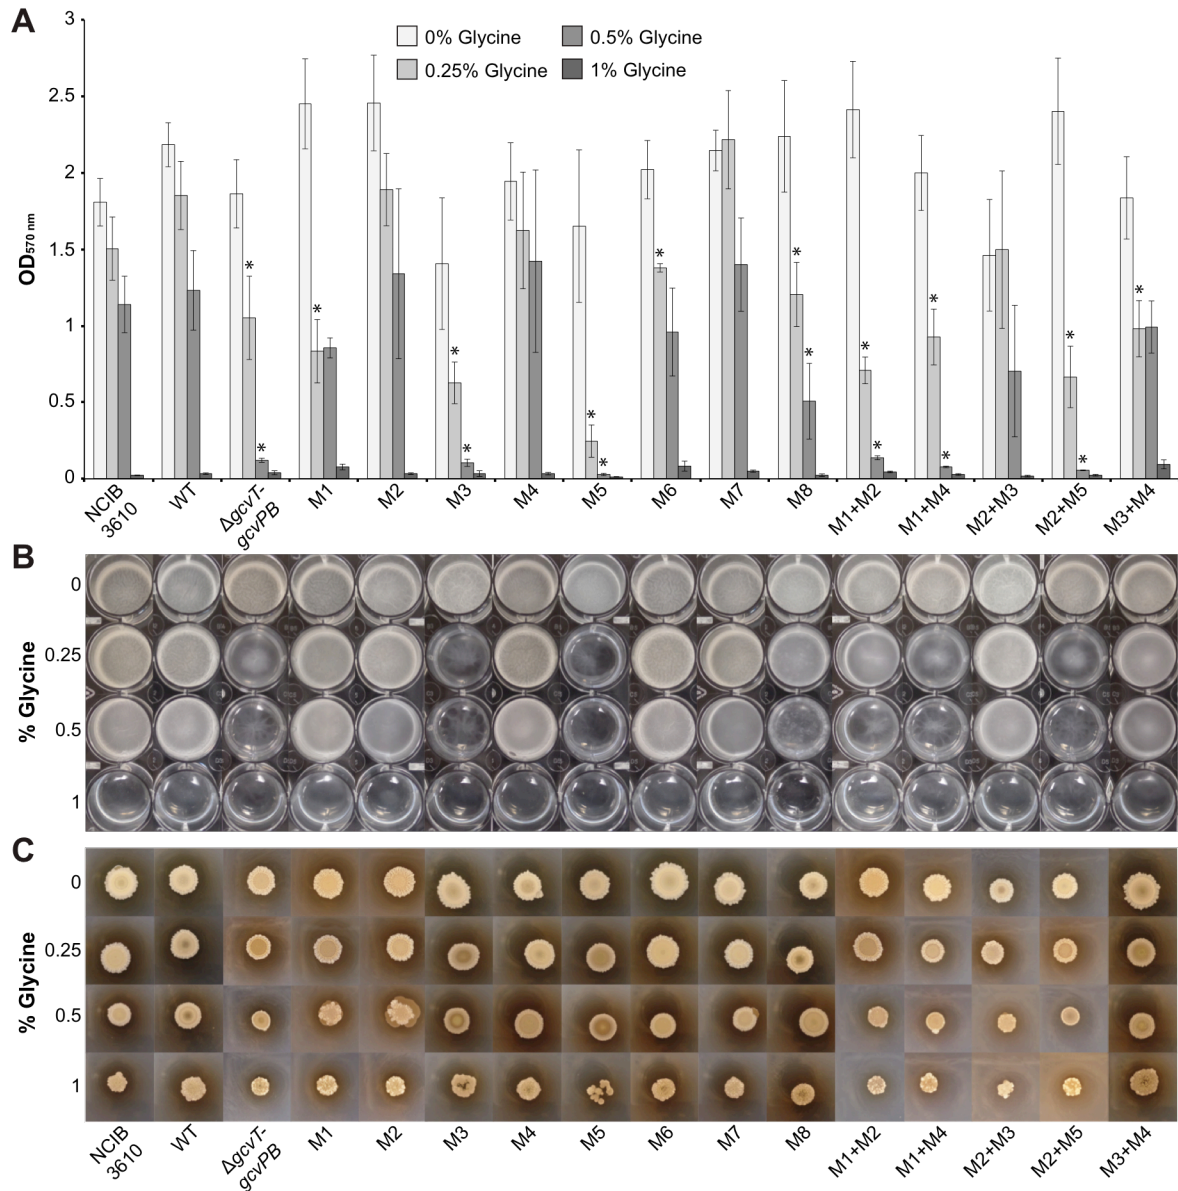 A
3
2.5
2
1.5
1
0.5
0
OD570 nm
0% Glycine
0.25% Glycine
0.5% Glycine
1% Glycine
* * * * * * * * * * * * * * * * * *
NCIB 
3610
WT
ΔgcvT-
gcvPB
M1
M2
M3
M4
M5
M6
M7
M8
M1+M2
M1+M4
M2+M3
M2+M5
M3+M4
B
% Glycine
0
0.25
0.5
1
C
% Glycine
0
0.25
0.5
1
NCIB
3610
WT
ΔgcvT-
gcvPB
M1
M2
M3
M4
M5
M6
M7
M8
M1+M2
M1+M4
M2+M3
M2+M5
M3+M4